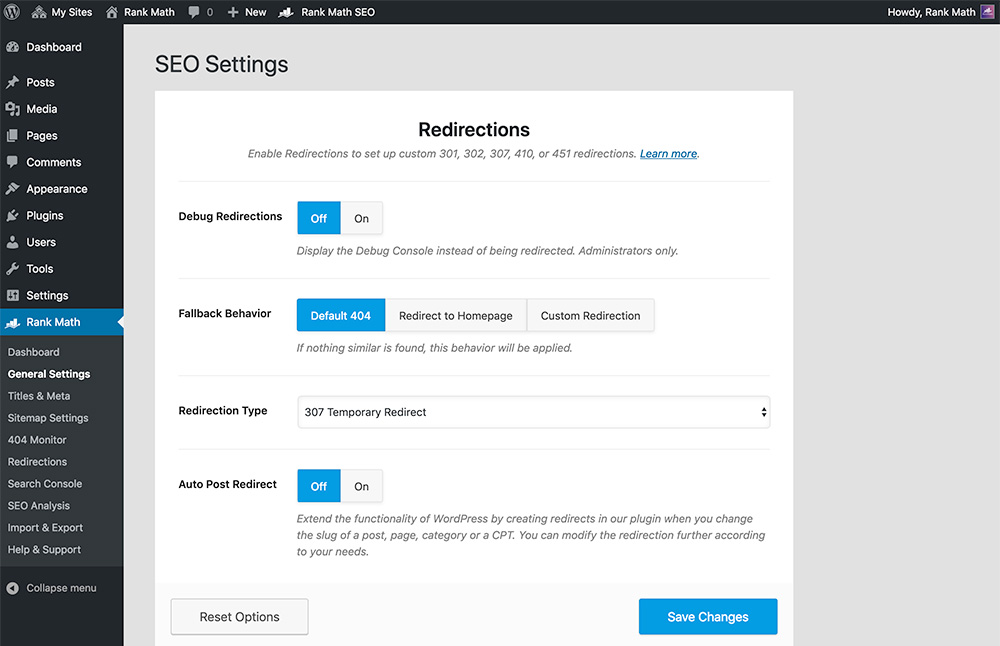 My Sites Rank Math 0 New Rank Math SEO Howdy, Rank Math
Dashboard
Posts
Media
Pages
Comments
Appearance
Plugins
Users
Tools
Settings
Rank Math
Dashboard
General Settings
Titles & Meta
Sitemap Settings
404 Monitor
Redirections
Search Console
SEO Analysis
Import & Export
Help & Support
Collapse menu
SEO Settings
Redirections
Enable Redirections to set up custom 301, 302, 307, 410, or 451 redirections. Learn more.
Debug Redirections Off On
Display the Debug Console instead of being redirected. Administrators only.
Fallback Behavior Default 404 Redirect to Homepage Custom Redirection
If nothing similar is found, this behavior will be applied.
Redirection Type 307 Temporary Redirect
Auto Post Redirect Off On
Extend the functionality of WordPress by creating redirects in our plugin when you change
the slug of a post, page, category or a CPT. You can modify the redirection further according
to your needs.
Reset Options Save Changes